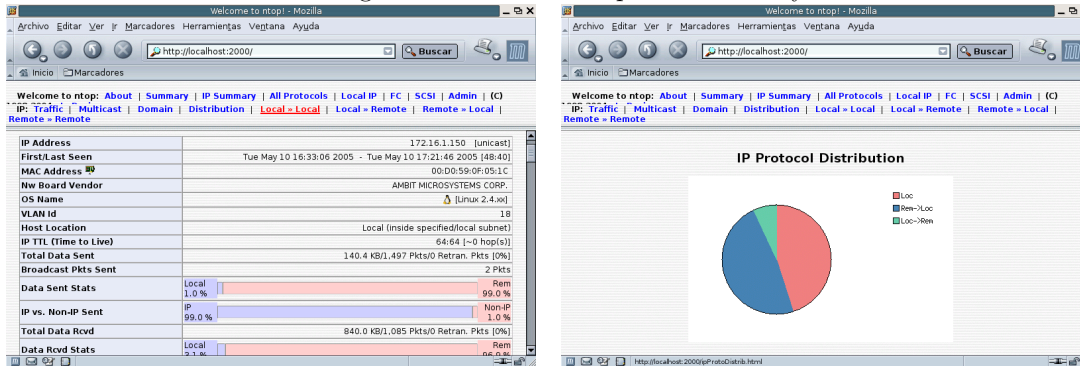 Welcome to ntop! - Mozilla
Archivo Editar Ver Ir Marcadores Herramientas Ventana Ayuda
http://localhost:2000/ Buscar
Inicio Marcadores
Welcome to ntop: About | Summary | IP Summary | All Protocols | Local IP | FC | SCSI | Admin | (C)
IP: Traffic | Multicast | Domain | Distribution | Local » Local | Local » Remote | Remote » Local |
Remote » Remote
IP Address 172.16.1.150 [unicast]
First/Last Seen Tue May 10 16:33:06 2005 - Tue May 10 17:21:46 2005 [48:40]
MAC Address 00:D0:59:0F:05:1C
Nw Board Vendor AMBIT MICROSYSTEMS CORP.
OS Name [Linux 2.4.xx]
VLAN Id 18
Host Location Local (inside specified/local subnet)
IP TTL (Time to Live) 64:64 [~0 hop(s)]
Total Data Sent 140.4 KB/1,497 Pkts/0 Retran. Pkts [0%]
Broadcast Pkts Sent 2 Pkts
Data Sent Stats Local 1.0 % Rem 99.0 %
IP vs. Non-IP Sent IP 99.0 % Non-IP 1.0 %
Total Data Rcvd 840.0 KB/1,085 Pkts/0 Retran. Pkts [0%]
Data Rcvd Stats Local Rem
Welcome to ntop! - Mozilla
Archivo Editar Ver Ir Marcadores Herramientas Ventana Ayuda
http://localhost:2000/ Buscar
Inicio Marcadores
Welcome to ntop: About | Summary | IP Summary | All Protocols | Local IP | FC | SCSI | Admin | (C)
IP: Traffic | Multicast | Domain | Distribution | Local » Local | Local » Remote | Remote » Local |
Remote » Remote
IP Protocol Distribution
Loc
Rem->Loc
Loc->Rem
http://localhost:2000/ipProtoDistrib.html